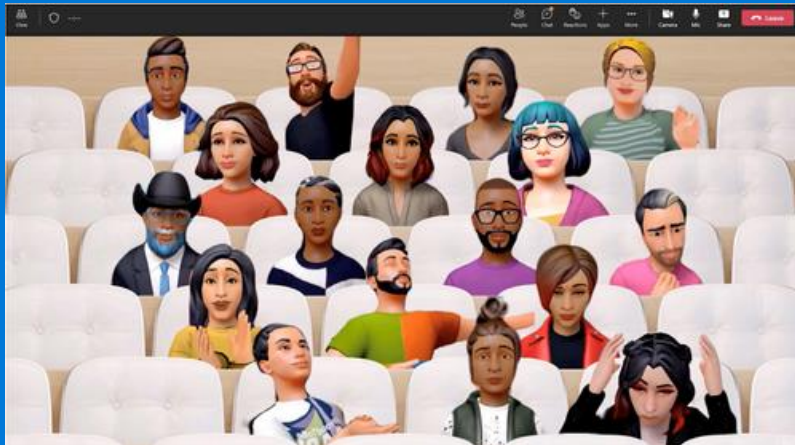 View
--:--
People
Chat
Reactions
Apps
More
Camera
Mic
Share
Leave